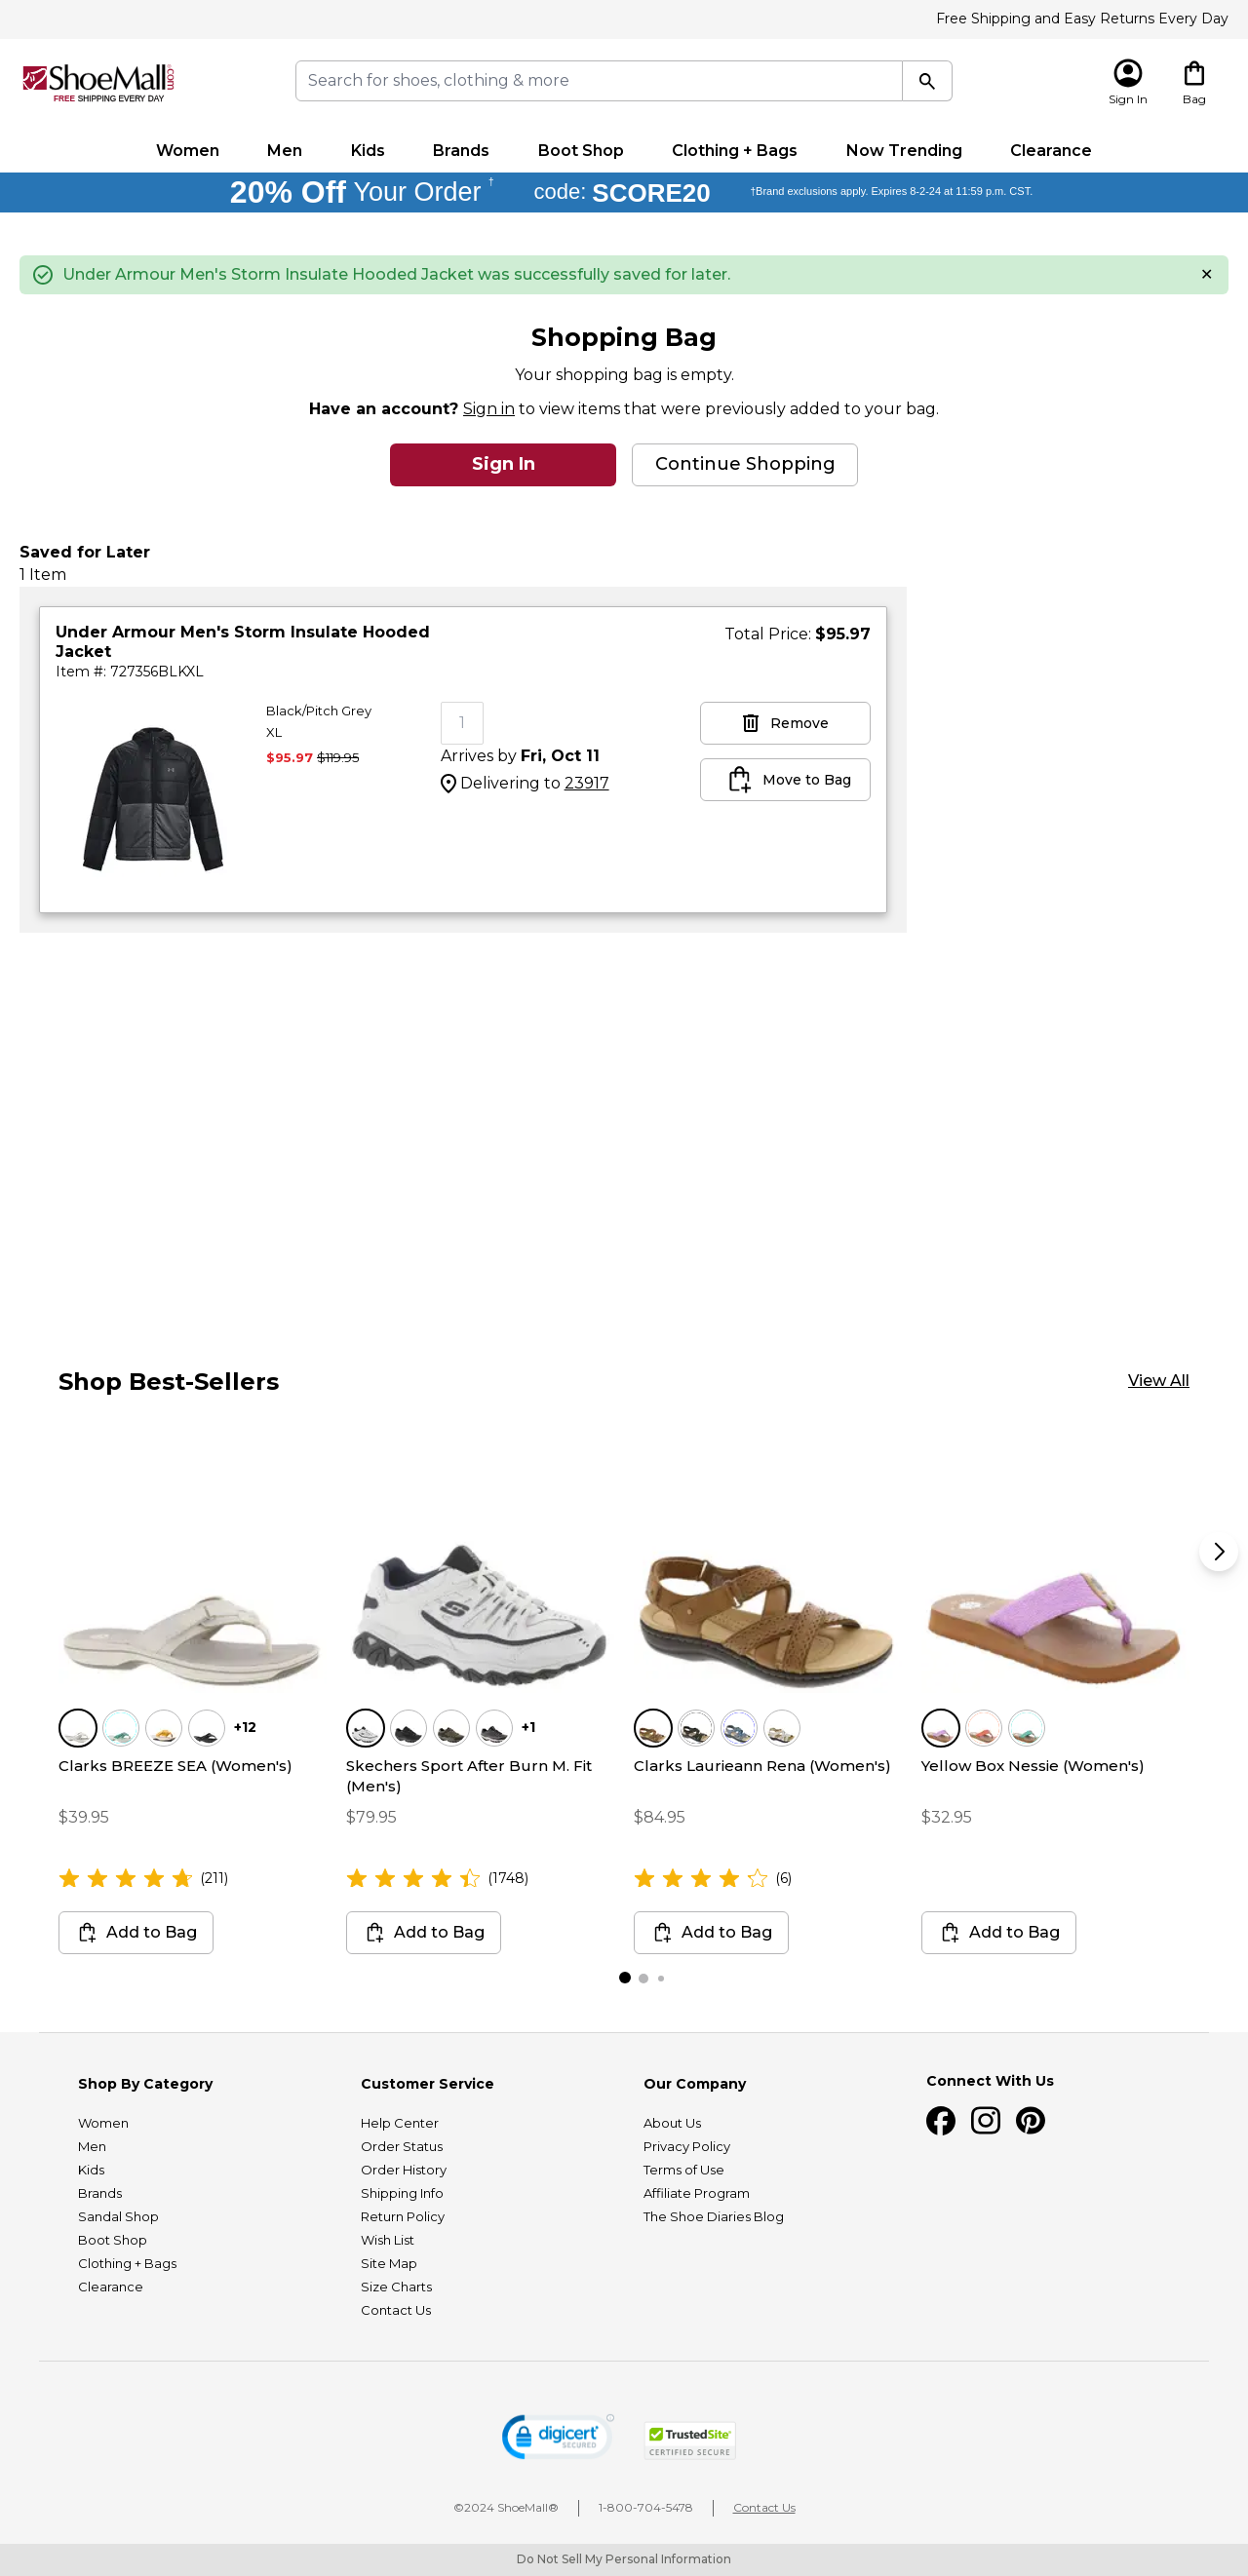 Free Shipping and Easy Returns Every Day
ShoeMall.com
FREE SHIPPING EVERY DAY
Search for shoes, clothing & more
Sign In
Bag
Women
Men
Kids
Brands
Boot Shop
Clothing + Bags
Now Trending
Clearance
20% Off Your Order † code: SCORE20 †Brand exclusions apply. Expires 8-2-24 at 11:59 p.m. CST.
Under Armour Men's Storm Insulate Hooded Jacket was successfully saved for later.
Shopping Bag
Your shopping bag is empty.
Have an account? Sign in to view items that were previously added to your bag.
Sign In
Continue Shopping
Saved for Later
1 Item
Under Armour Men's Storm Insulate Hooded
Jacket
Item #: 727356BLKXL
Total Price: $95.97
Black/Pitch Grey
XL
$95.97 $119.95
1
Arrives by Fri, Oct 11
Delivering to 23917
Remove
Move to Bag
Shop Best-Sellers
View All
+12
Clarks BREEZE SEA (Women's)
$39.95
(211)
Add to Bag
+1
Skechers Sport After Burn M. Fit
(Men's)
$79.95
(1748)
Add to Bag
Clarks Laurieann Rena (Women's)
$84.95
(6)
Add to Bag
Yellow Box Nessie (Women's)
$32.95
Add to Bag
Shop By Category
Women
Men
Kids
Brands
Sandal Shop
Boot Shop
Clothing + Bags
Clearance
Customer Service
Help Center
Order Status
Order History
Shipping Info
Return Policy
Wish List
Site Map
Size Charts
Contact Us
Our Company
About Us
Privacy Policy
Terms of Use
Affiliate Program
The Shoe Diaries Blog
Connect With Us
digicert
SECURED
TrustedSite
CERTIFIED SECURE
©2024 ShoeMall®
1-800-704-5478
Contact Us
Do Not Sell My Personal Information